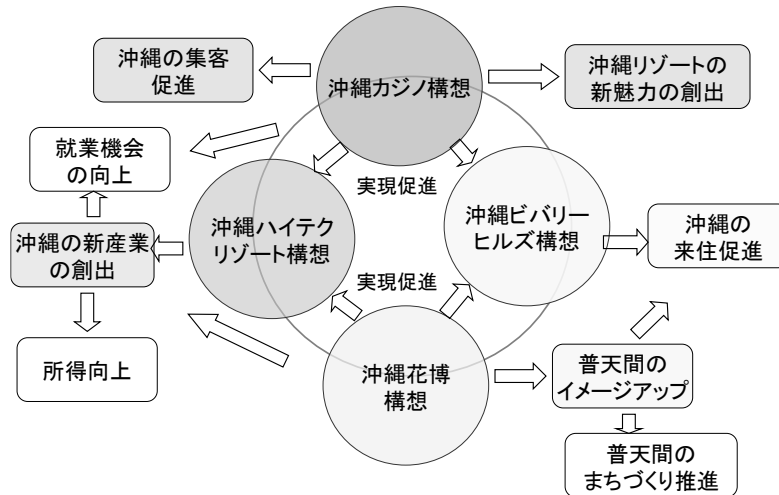 沖縄の集客
促進
沖縄カジノ構想
沖縄リゾートの
新魅力の創出
就業機会
の向上
実現促進
沖縄の新産業
の創出
沖縄ハイテク
リゾート構想
沖縄ビバリー
ヒルズ構想
沖縄の
来住促進
実現促進
所得向上
沖縄花博
構想
普天間の
イメージアップ
普天間の
まちづくり推進